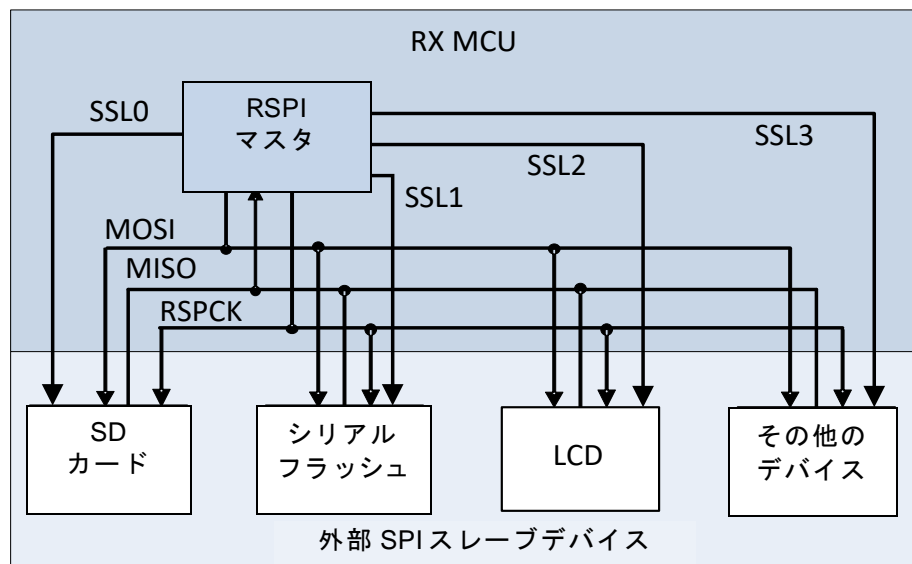 RX MCU
RSPI
マスタ
SSL0
SSL3
SSL2
SSL1
MOSI
MISO
RSPCK
SD
カード
シリアル
フラッシュ
LCD
その他の
デバイス
外部 SPI スレーブデバイス